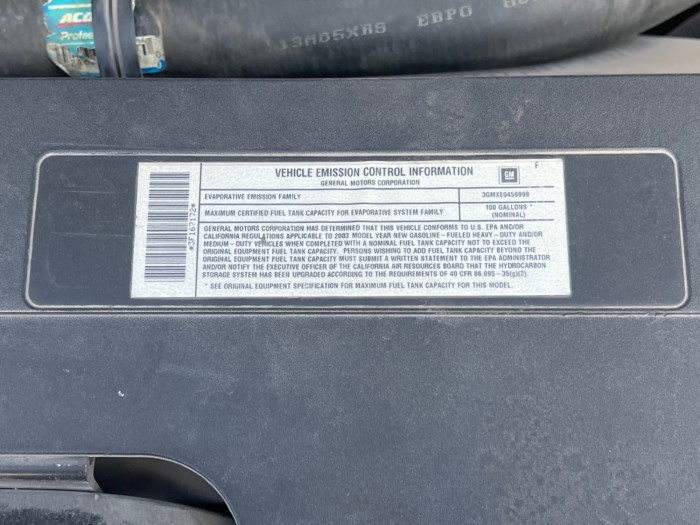 ACD
Profes
13M05XRS EBPO
VEHICLE EMISSION CONTROL INFORMATION
GENERAL MOTORS CORPORATION
GM
F
EVAPORATIVE EMISSION FAMILY
MAXIMUM CERTIFIED FUEL TANK CAPACITY FOR EVAPORATIVE SYSTEM FAMILY
100 GALLONS *
(NOMINAL)
*3F167172*
GENERAL MOTORS CORPORATION HAS DETERMINED THAT THIS VEHICLE CONFORMS TO U.S. EPA AND/OR
CALIFORNIA REGULATIONS APPLICABLE TO 2003 MODEL YEAR NEW GASOLINE - FUELED HEAVY - DUTY AND/OR
MEDIUM - DUTY VEHICLES WHEN COMPLETED WITH A NOMINAL FUEL TANK CAPACITY NOT TO EXCEED THE
ORIGINAL EQUIPMENT FUEL TANK CAPACITY. PERSONS WISHING TO ADD FUEL TANK CAPACITY BEYOND THE
ORIGINAL EQUIPMENT FUEL TANK CAPACITY MUST SUBMIT A WRITTEN STATEMENT TO THE EPA ADMINISTRATOR
AND/OR NOTIFY THE EXECUTIVE OFFICER OF THE CALIFORNIA AIR RESOURCES BOARD THAT THE HYDROCARBON
STORAGE SYSTEM HAS BEEN UPGRADED ACCORDING TO THE REQUIREMENTS OF 40 CFR 86.095 - 35(g)(2).
* SEE ORIGINAL EQUIPMENT SPECIFICATION FOR MAXIMUM FUEL TANK CAPACITY FOR THIS MODEL.